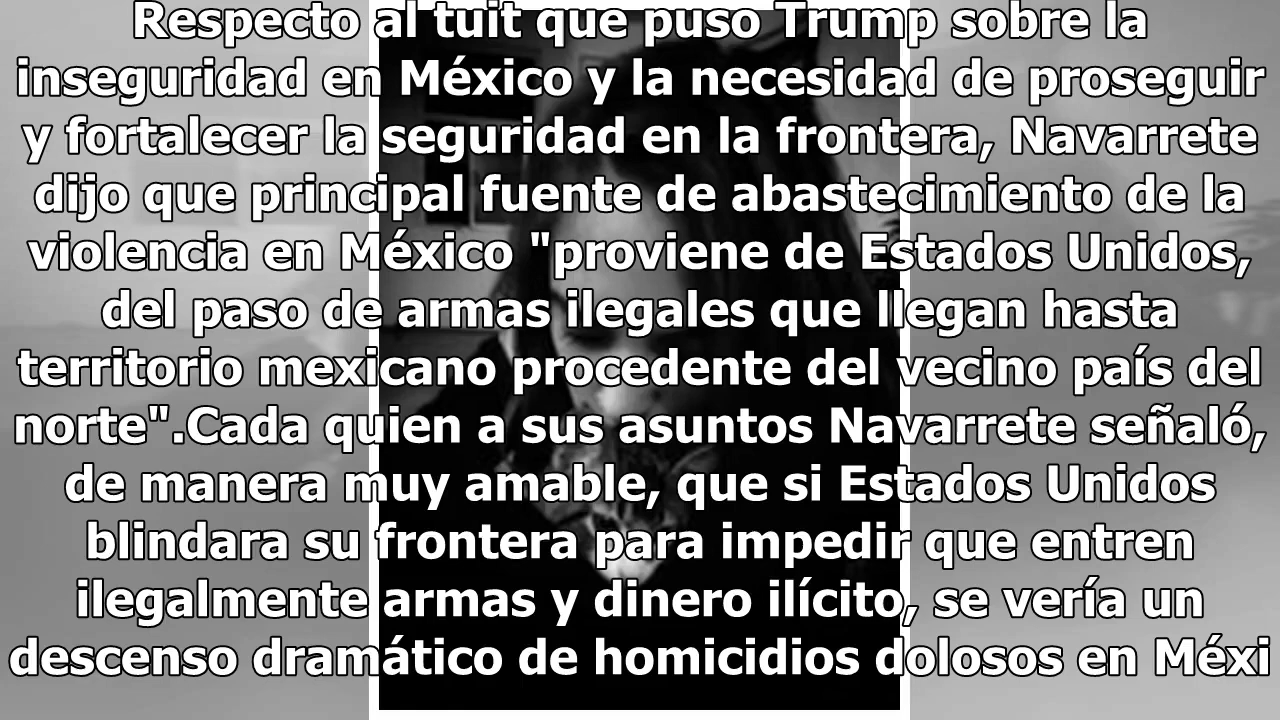 Respecto al tuit que puso Trump sobre la
inseguridad en México y la necesidad de proseguir
y fortalecer la seguridad en la frontera, Navarrete
dijo que principal fuente de abastecimiento de la
violencia en México "proviene de Estados Unidos,
del paso de armas ilegales que llegan hasta
territorio mexicano procedente del vecino país del
norte".Cada quien a sus asuntos Navarrete señaló,
de manera muy amable, que si Estados Unidos
blindara su frontera para impedir que entren
ilegalmente armas y dinero ilícito, se vería un
descenso dramático de homicidios dolosos en Méxi